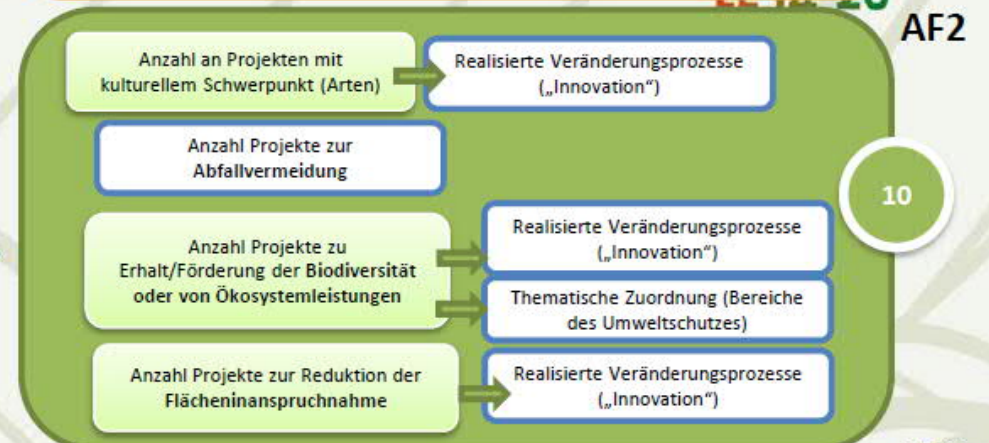 AF2
Anzahl an Projekten mit
kulturellem Schwerpunkt (Arten)
Realisierte Veränderungsprozesse
(„Innovation“)
Anzahl Projekte zur
Abfallvermeidung
10
Anzahl Projekte zu
Erhalt/Förderung der Biodiversität
oder von Ökosystemleistungen
Realisierte Veränderungsprozesse
(„Innovation“)
Thematische Zuordnung (Bereiche
des Umweltschutzes)
Anzahl Projekte zur Reduktion der
Flächeninanspruchnahme
Realisierte Veränderungsprozesse
(„Innovation“)